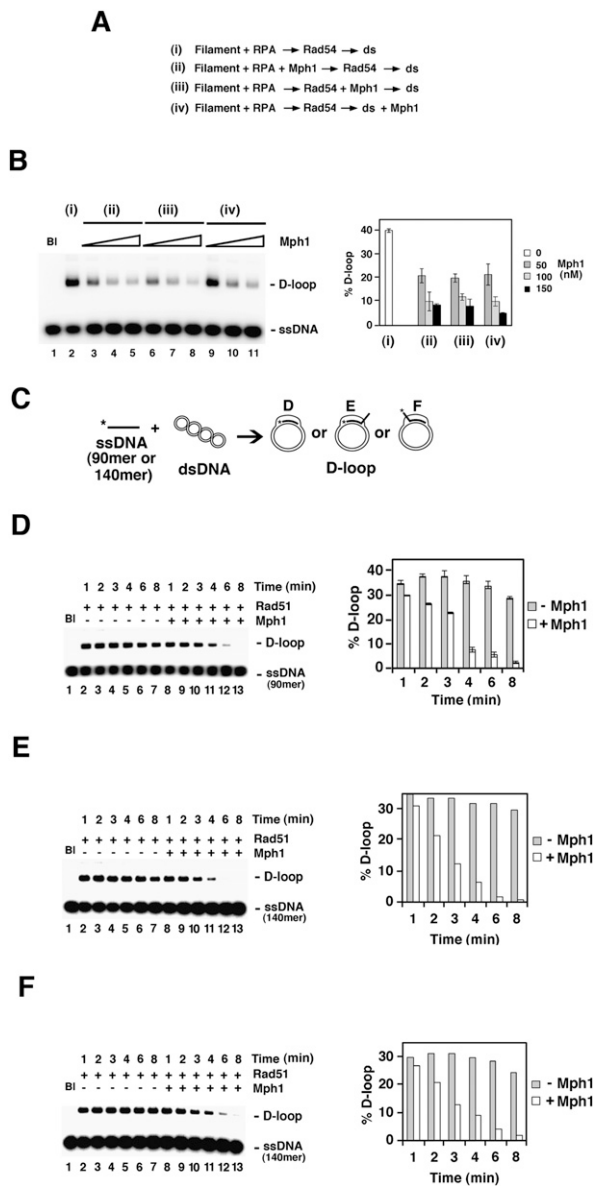 A
(i) Filament + RPA → Rad54 → ds
(ii) Filament + RPA + Mph1 → Rad54 → ds
(iii) Filament + RPA → Rad54 + Mph1 → ds
(iv) Filament + RPA → Rad54 → ds + Mph1
B
(i) (ii) (iii) (iv)
Bl Mph1
- D-loop
- ssDNA
1 2 3 4 5 6 7 8 9 10 11
% D-loop
40
30
20
10
0
(i) (ii) (iii) (iv)
0
50 Mph1
100 (nM)
150
C
* + D E F
ssDNA or or
(90mer or dsDNA D-loop
140mer)
D
1 2 3 4 6 8 1 2 3 4 6 8 Time (min)
+ + + + + + + + + + + + Rad51
Bl - - - - - - + + + + + + Mph1
- D-loop
- ssDNA
(90mer)
1 2 3 4 5 6 7 8 9 10 11 12 13
% D-loop
40
30
20
10
0
1 2 3 4 6 8
Time (min)
- Mph1
+ Mph1
E
1 2 3 4 6 8 1 2 3 4 6 8 Time (min)
+ + + + + + + + + + + + Rad51
Bl - - - - - - + + + + + + Mph1
- D-loop
- ssDNA
(140mer)
1 2 3 4 5 6 7 8 9 10 11 12 13
% D-loop
30
20
10
0
1 2 3 4 6 8
Time (min)
- Mph1
+ Mph1
F
1 2 3 4 6 8 1 2 3 4 6 8 Time (min)
+ + + + + + + + + + + + Rad51
Bl - - - - - - + + + + + + Mph1
- D-loop
- ssDNA
(140mer)
1 2 3 4 5 6 7 8 9 10 11 12 13
% D-loop
30
20
10
0
1 2 3 4 6 8
Time (min)
- Mph1
+ Mph1